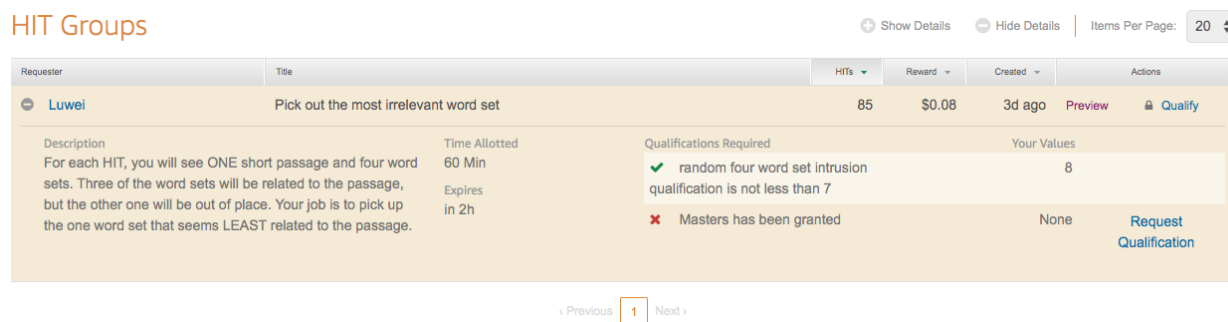 HIT Groups
Show Details Hide Details Items Per Page: 20
Requester Title HITs Reward Created Actions
Luwei Pick out the most irrelevant word set 85 $0.08 3d ago Preview Qualify
Description Time Allotted Qualifications Required Your Values
For each HIT, you will see ONE short passage and four word 60 Min random four word set intrusion 8
sets. Three of the word sets will be related to the passage, Expires qualification is not less than 7
but the other one will be out of place. Your job is to pick up in 2h
the one word set that seems LEAST related to the passage. Masters has been granted None Request
Qualification
‹ Previous 1 Next ›